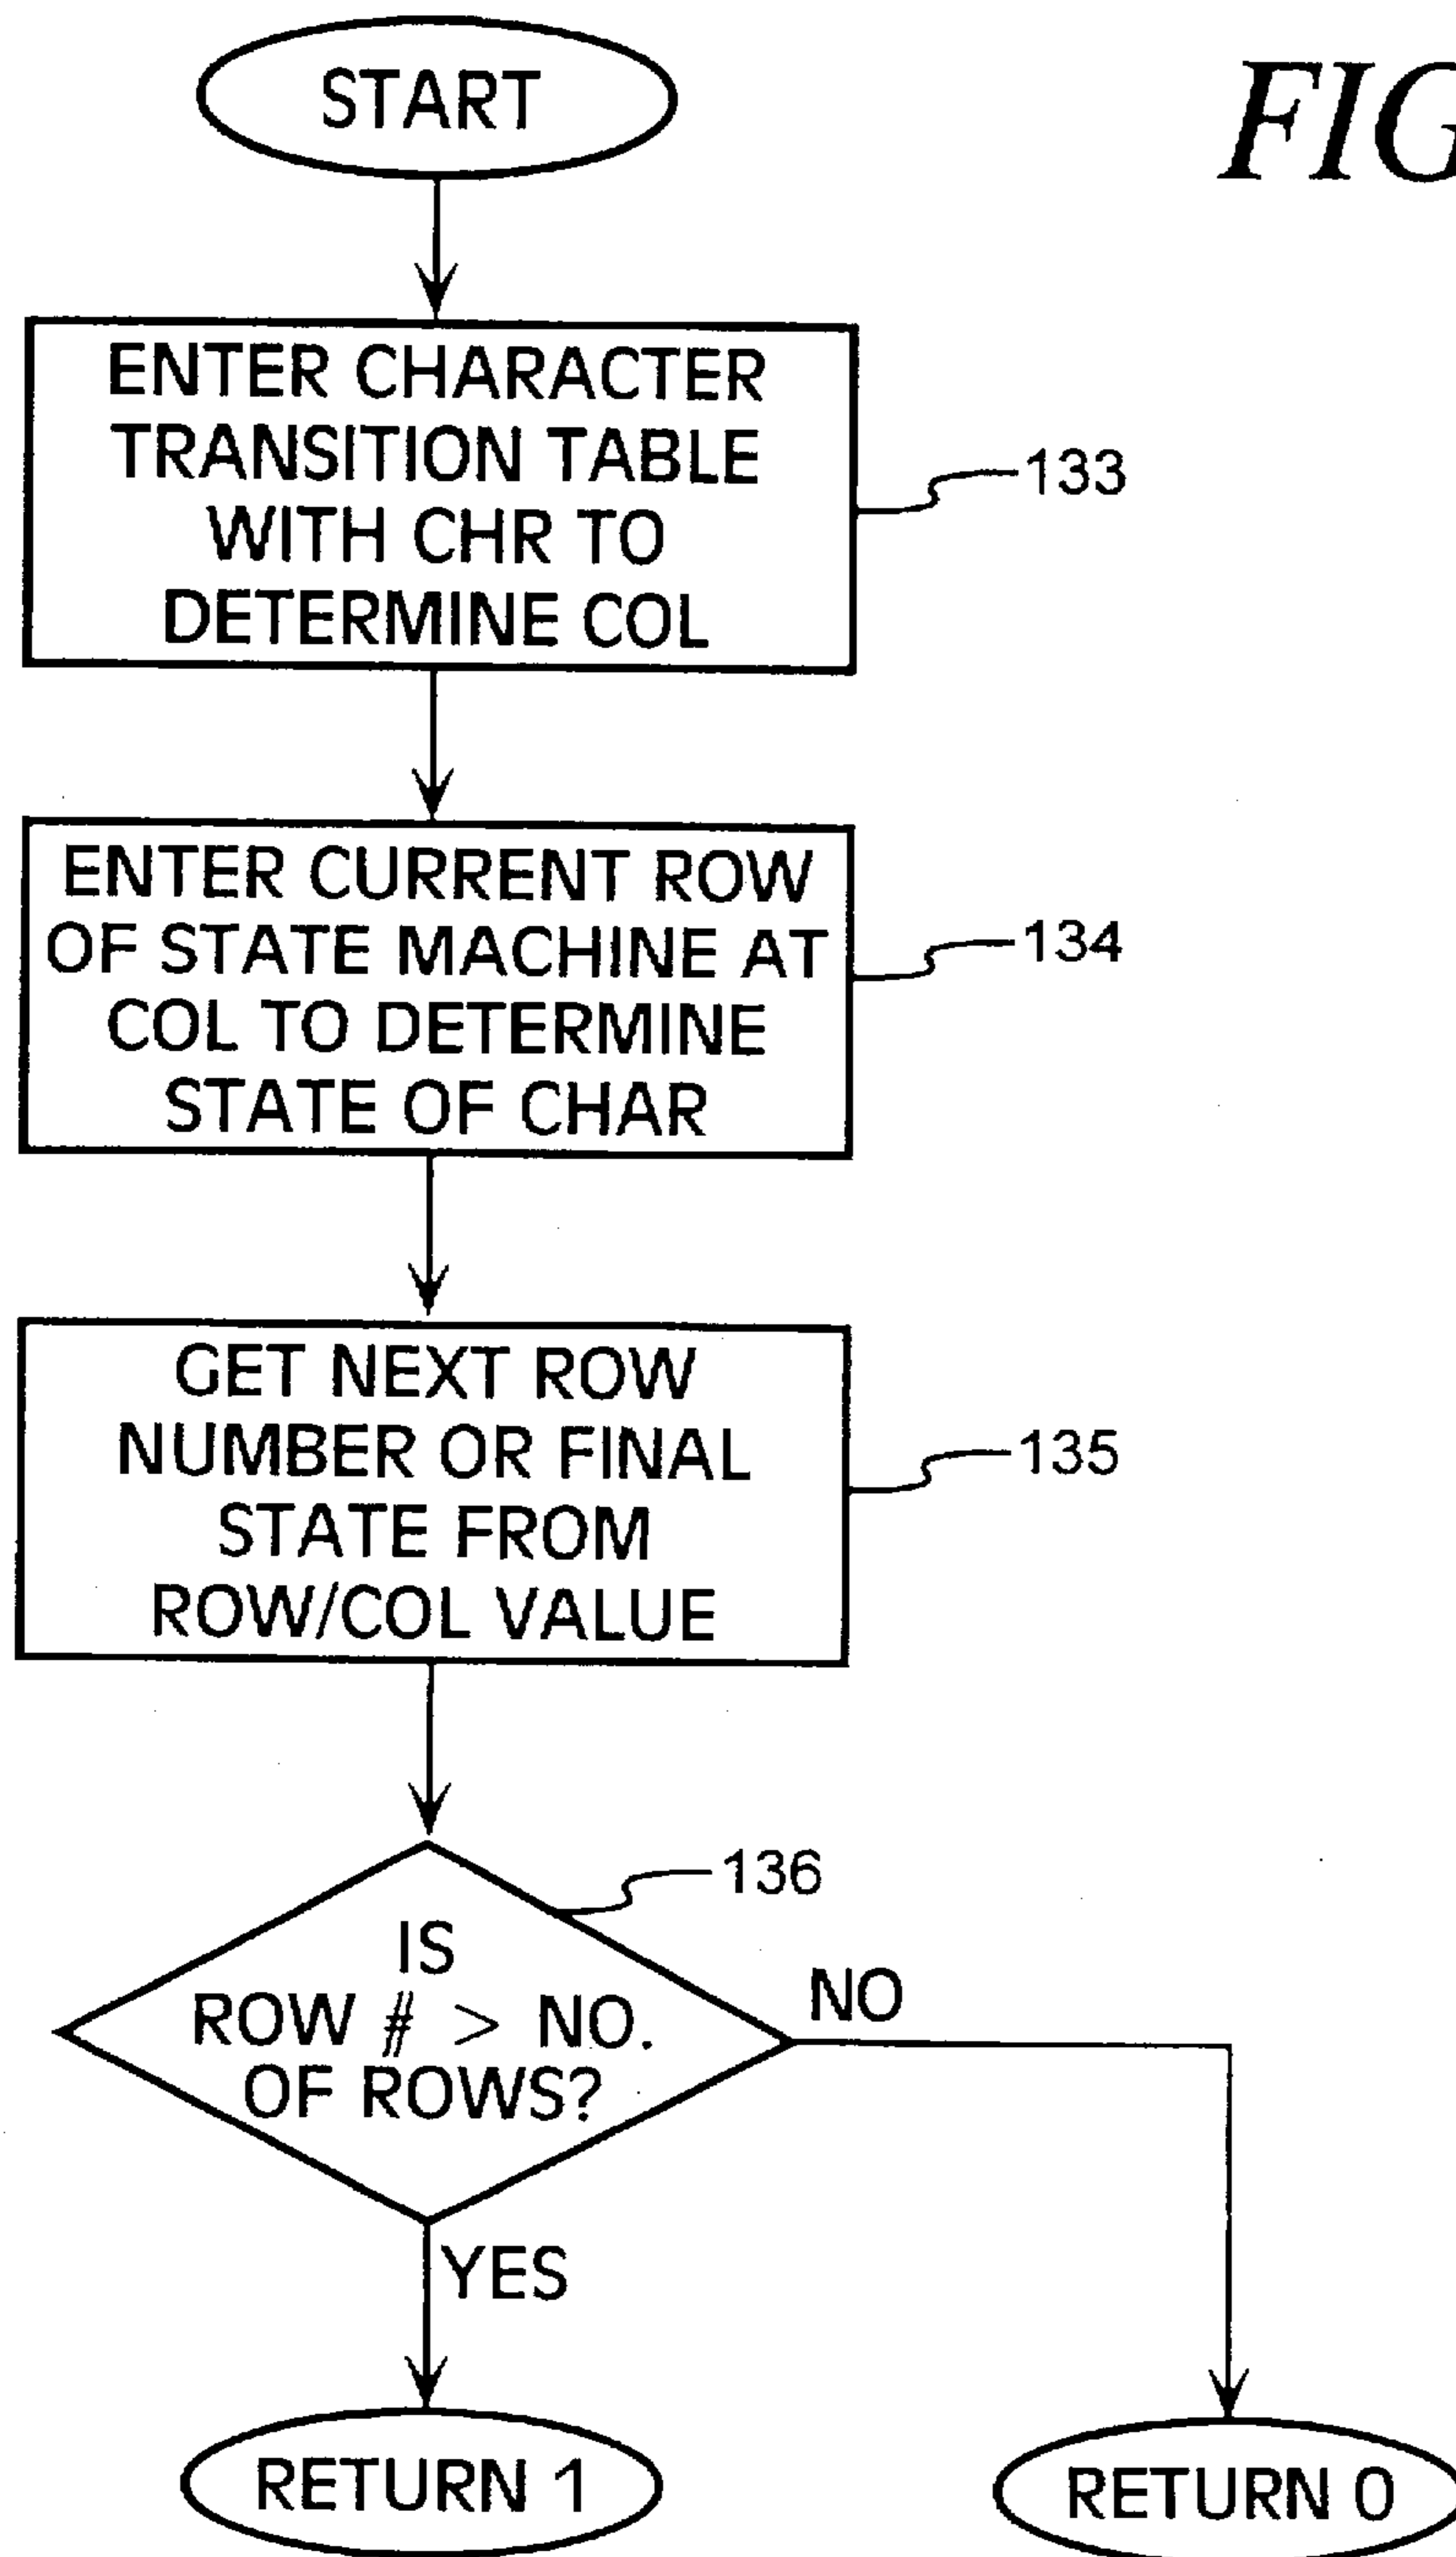 START
FIG
ENTER CHARACTER
TRANSITION TABLE
WITH CHR TO
DETERMINE COL
133
ENTER CURRENT ROW
OF STATE MACHINE AT
COL TO DETERMINE
STATE OF CHAR
134
GET NEXT ROW
NUMBER OR FINAL
STATE FROM
ROW/COL VALUE
135
136
IS
ROW # > NO.
OF ROWS?
NO
YES
RETURN 1
RETURN 0